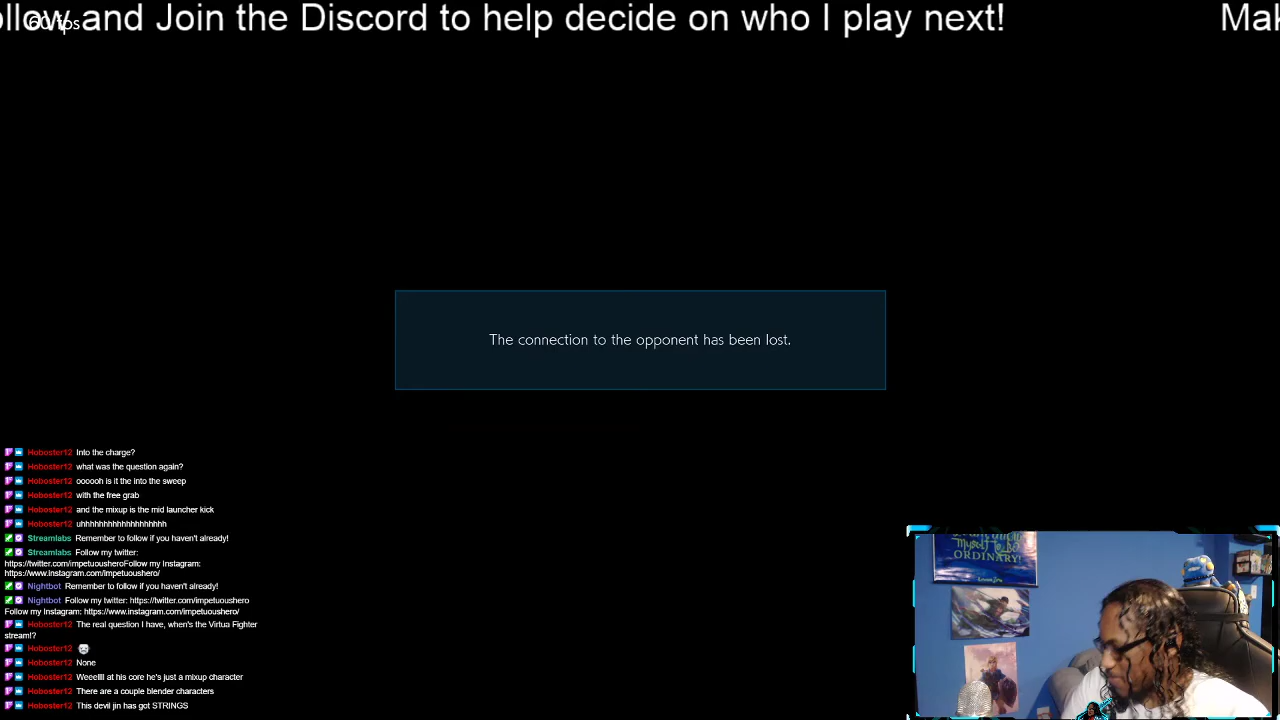 ollow and Join the Discord to help decide on who I play next!
Mak
60 fps
The connection to the opponent has been lost.
Hoboster12 Into the charge?
Hoboster12 what was the question again?
Hoboster12 oooooh is it the into the sweep
Hoboster12 with the free grab
Hoboster12 and the mixup is the mid launcher kick
Hoboster12 uhhhhhhhhhhhhhhhhhhh
Streamlabs Remember to follow if you haven't already!
Streamlabs Follow my twitter:
https://twitter.com/impetuousheroFollow my Instagram:
https://www.instagram.com/impetuoushero/
Nightbot Remember to follow if you haven't already!
Nightbot Follow my twitter: https://twitter.com/impetuoushero
Follow my Instagram: https://www.instagram.com/impetuoushero/
Hoboster12 The real question I have, when's the Virtua Fighter
stream!?
Hoboster12
Hoboster12 None
Hoboster12 Weeellll at his core he's just a mixup character
Hoboster12 There are a couple blender characters
Hoboster12 This devil jin has got STRINGS
Myself to be
ORDINARY!